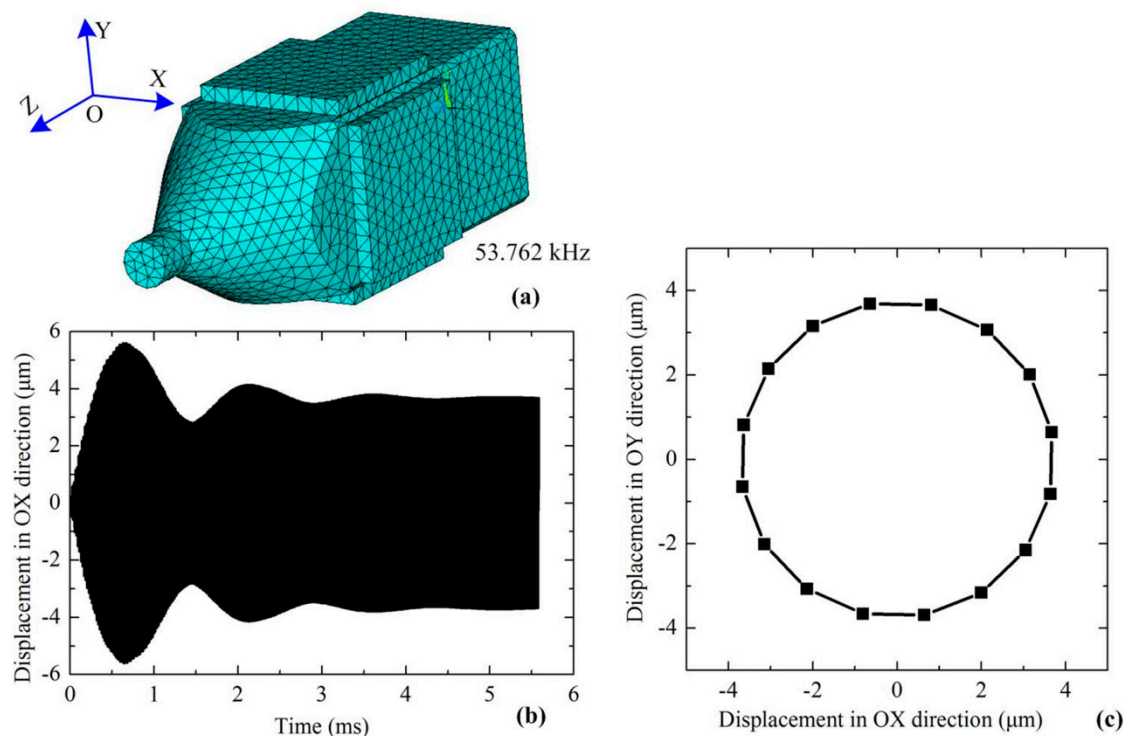 Y
X
Z
O
53.762 kHz
(a)
Displacement in OX direction (μm)
6
4
2
0
-2
-4
-6
0
1
2
3
4
5
6
Time (ms)
(b)
Displacement in OY direction (μm)
4
2
0
-2
-4
-4
-2
0
2
4
Displacement in OX direction (μm)
(c)